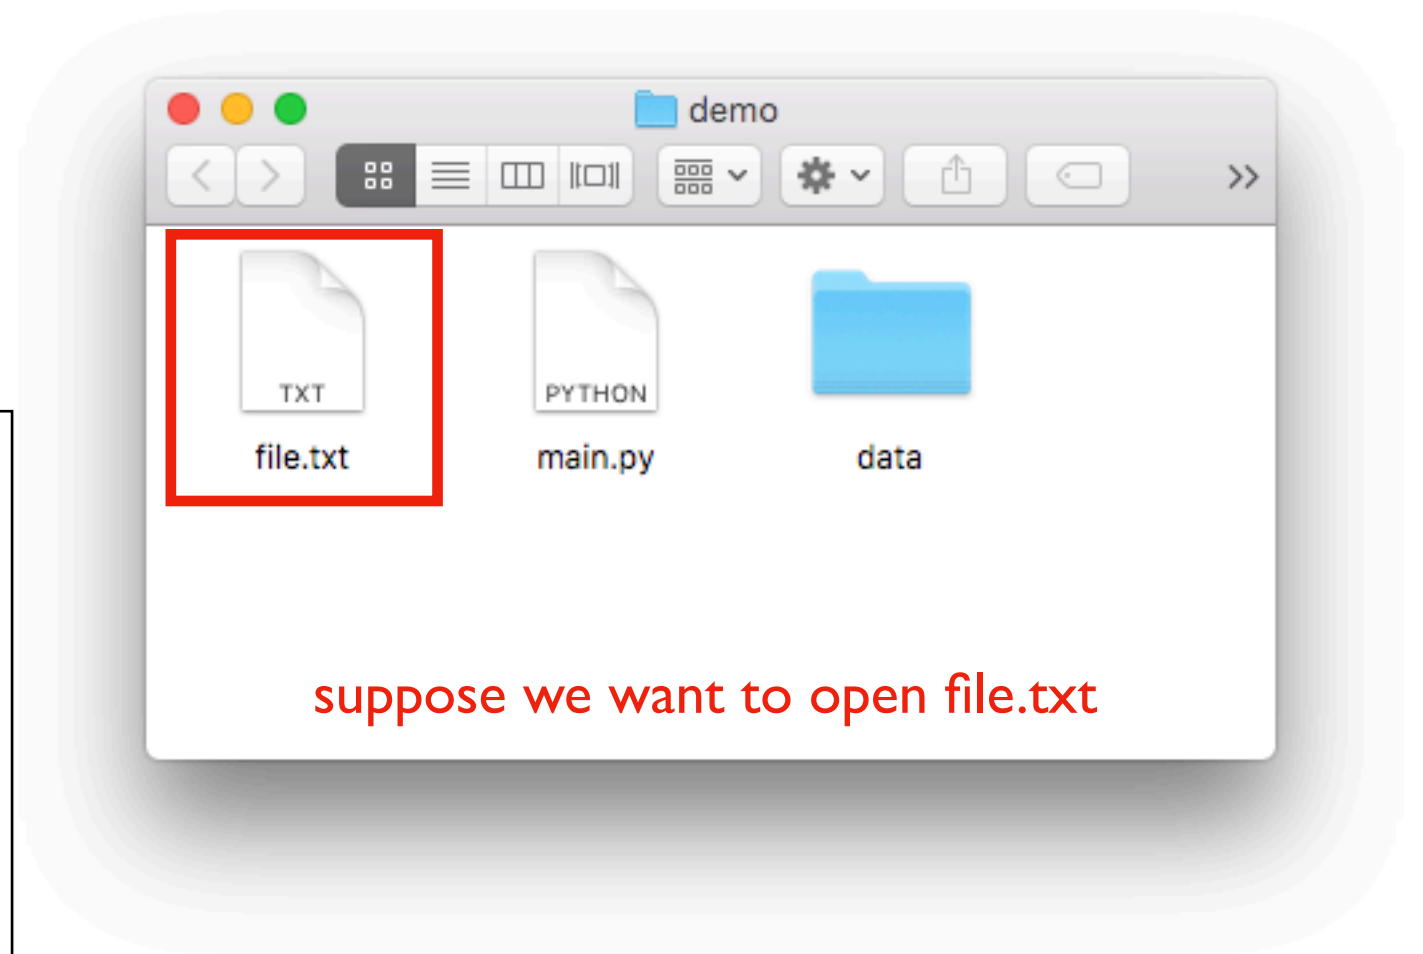 demo
TXT
PYTHON
file.txt
main.py
data
suppose we want to open file.txt